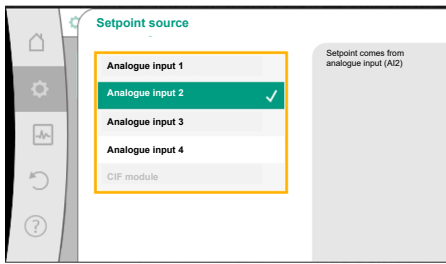 Setpoint source
Analogue input 1
Analogue input 2
Analogue input 3
Analogue input 4
CIF module
Setpoint comes from
analogue input (AI2)
?